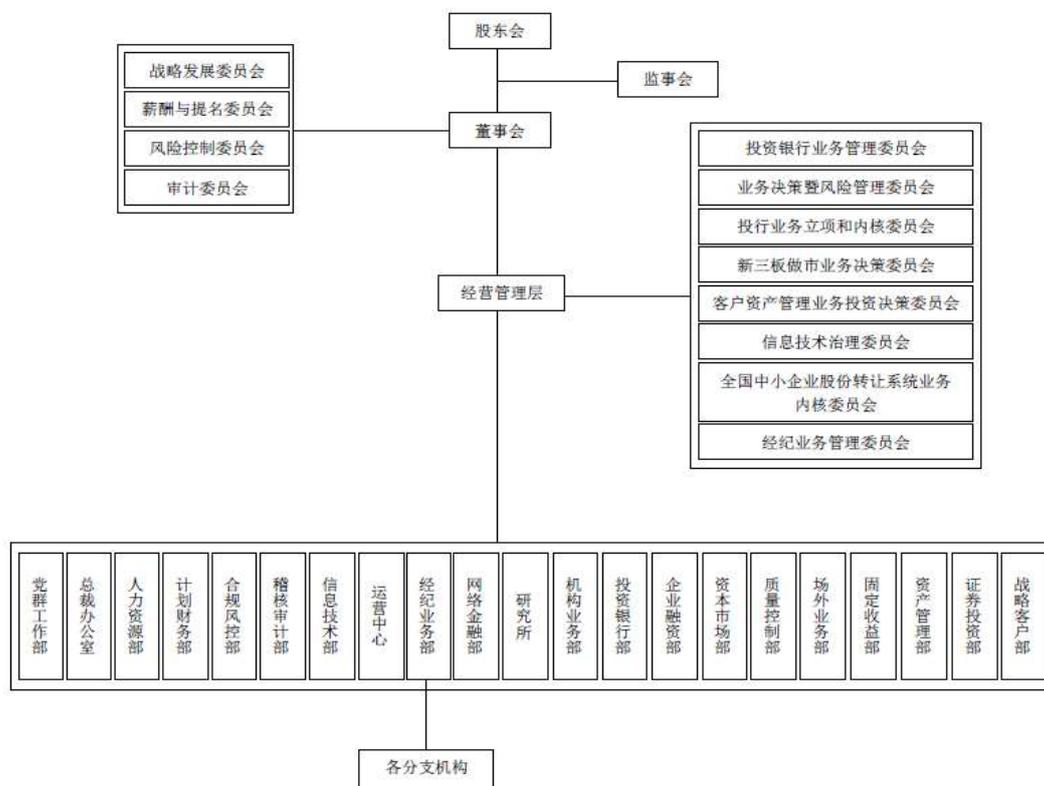 股东会
监事会
董事会
战略发展委员会
薪酬与提名委员会
风险控制委员会
审计委员会
投资银行业务管理委员会
业务决策暨风险管理委员会
投行业务立项和内核委员会
新三板做市业务决策委员会
客户资产管理业务投资决策委员会
信息技术治理委员会
全国中小企业股份转让系统业务
内核委员会
经纪业务管理委员会
经营管理层
党群工作部
总裁办公室
人力资源部
计划财务部
合规风控部
稽核审计部
信息技术部
运营中心
经纪业务部
网络金融部
研究所
机构业务部
投资银行部
企业融资部
资本市场部
质量控制部
场外业务部
固定收益部
资产管理部
证券投资部
战略客户部
各分支机构